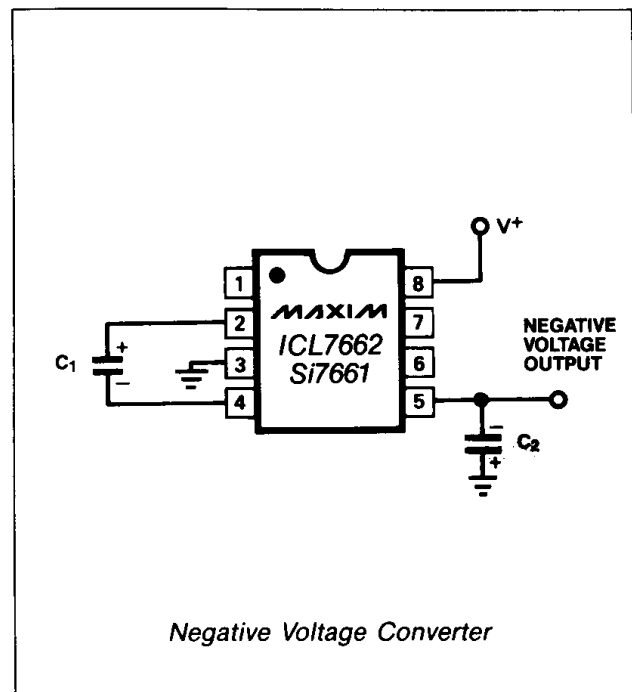 V+
1
8
MAXIM
2
7
NEGATIVE
VOLTAGE
OUTPUT
+
C1
ICL7662
3
6
Si7661
−
4
5
−
C2
+
Negative Voltage Converter